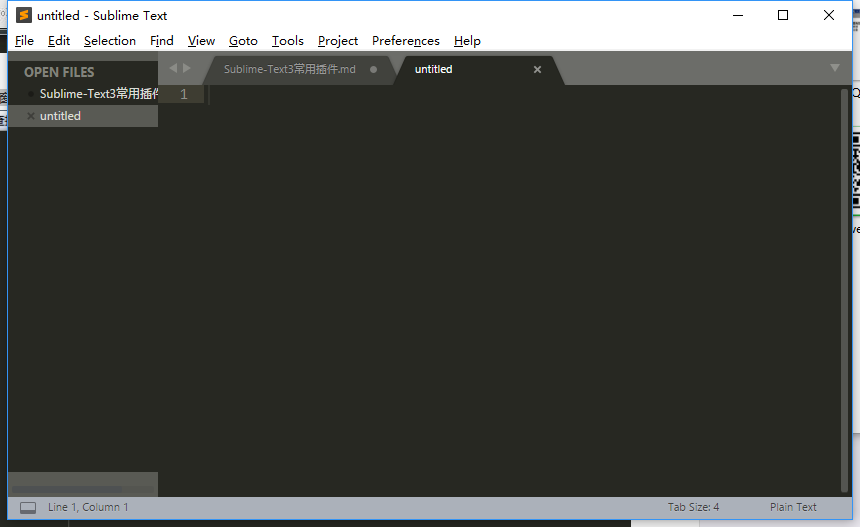 untitled - Sublime Text
File Edit Selection Find View Goto Tools Project Preferences Help
OPEN FILES
Sublime-Text3常用插件
untitled
Sublime-Text3常用插件.md
untitled
1
Line 1, Column 1
Tab Size: 4
Plain Text